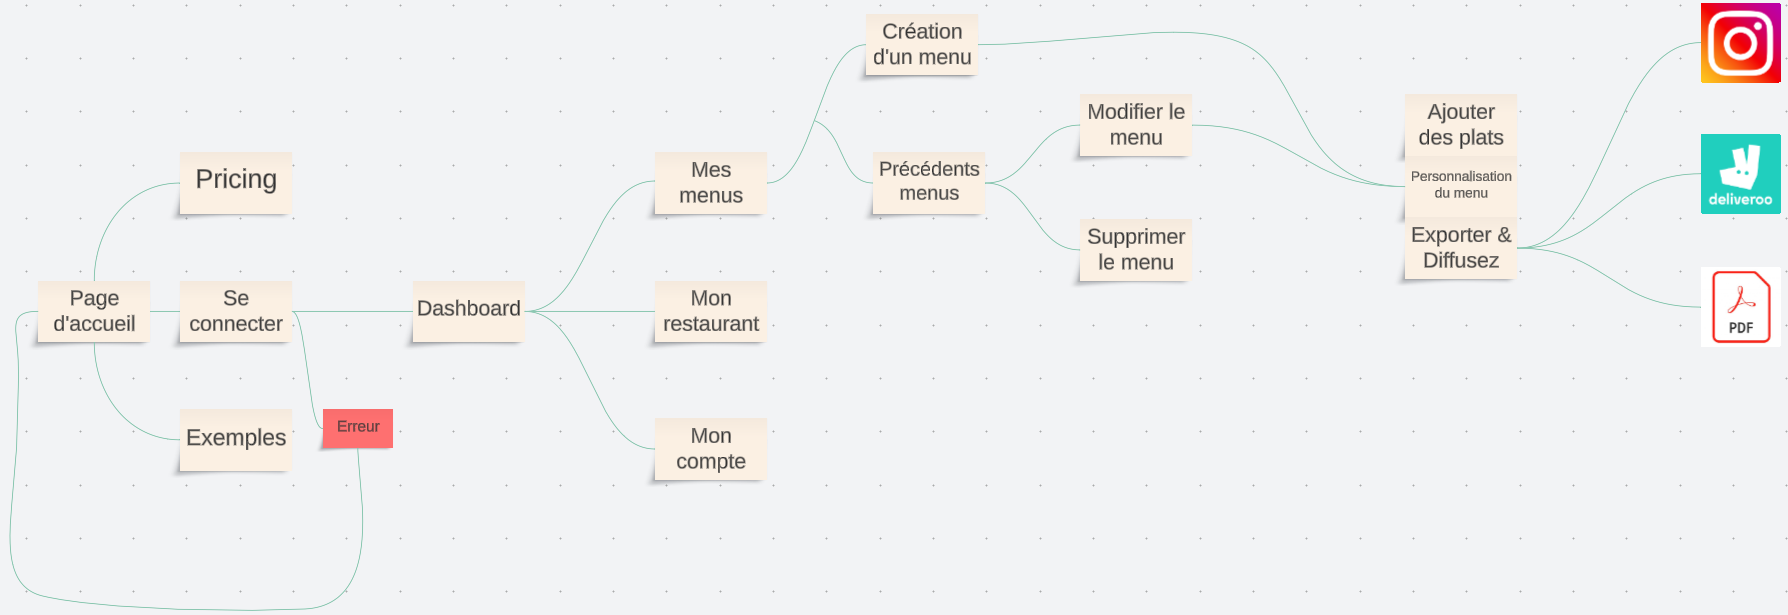 Création
d'un menu
Modifier le
menu
Ajouter
des plats
Pricing
Mes
menus
Précédents
menus
Personnalisation
du menu
deliveroo
Supprimer
le menu
Exporter &
Diffusez
Page
d'accueil
Se
connecter
Dashboard
Mon
restaurant
PDF
Exemples
Erreur
Mon
compte